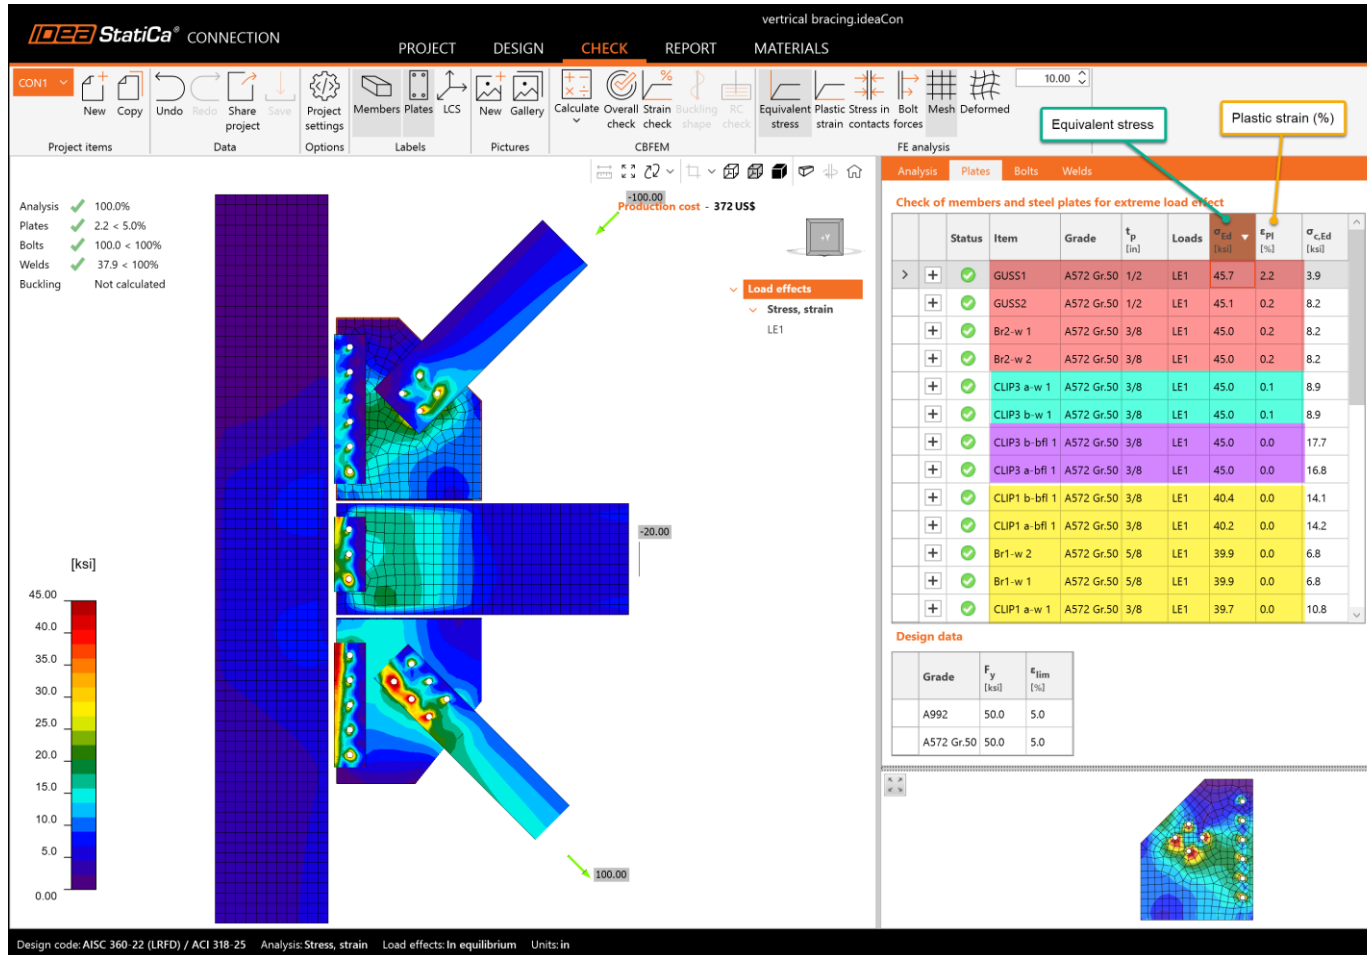 vertrical bracing.ideaCon
IDEA StatiCa® CONNECTION
PROJECT DESIGN CHECK REPORT MATERIALS
CON1
New Copy Undo Redo Share project Save Project settings Members Plates LCS New Gallery Calculate Overall check Strain check Buckling shape RC check Equivalent stress Plastic strain Stress in contacts Bolt forces Mesh Deformed 10.00
Project items Data Options Labels Pictures CBFEM FE analysis
Equivalent stress
Plastic strain (%)
Analysis 100.0%
Plates 2.2 < 5.0%
Bolts 100.0 < 100%
Welds 37.9 < 100%
Buckling Not calculated
Production cost - 372 US$
-100.00
+Y
Load effects
Stress, strain
LE1
-20.00
100.00
[ksi]
45.00
40.0
35.0
30.0
25.0
20.0
15.0
10.0
5.0
0.00
Analysis Plates Bolts Welds
Check of members and steel plates for extreme load effect
Status Item Grade tp [in] Loads σEd [ksi] εPl [%] σc,Ed [ksi]
GUSS1 A572 Gr.50 1/2 LE1 45.7 2.2 3.9
GUSS2 A572 Gr.50 1/2 LE1 45.1 0.2 8.2
Br2-w 1 A572 Gr.50 3/8 LE1 45.0 0.2 8.2
Br2-w 2 A572 Gr.50 3/8 LE1 45.0 0.2 8.2
CLIP3 a-w 1 A572 Gr.50 3/8 LE1 45.0 0.1 8.9
CLIP3 b-w 1 A572 Gr.50 3/8 LE1 45.0 0.1 8.9
CLIP3 b-bfl 1 A572 Gr.50 3/8 LE1 45.0 0.0 17.7
CLIP3 a-bfl 1 A572 Gr.50 3/8 LE1 45.0 0.0 16.8
CLIP1 b-bfl 1 A572 Gr.50 3/8 LE1 40.4 0.0 14.1
CLIP1 a-bfl 1 A572 Gr.50 3/8 LE1 40.2 0.0 14.2
Br1-w 2 A572 Gr.50 5/8 LE1 39.9 0.0 6.8
Br1-w 1 A572 Gr.50 5/8 LE1 39.9 0.0 6.8
CLIP1 a-w 1 A572 Gr.50 3/8 LE1 39.7 0.0 10.8
Design data
Grade Fy [ksi] εlim [%]
A992 50.0 5.0
A572 Gr.50 50.0 5.0
Design code: AISC 360-22 (LRFD) / ACI 318-25 Analysis: Stress, strain Load effects: In equilibrium Units: in